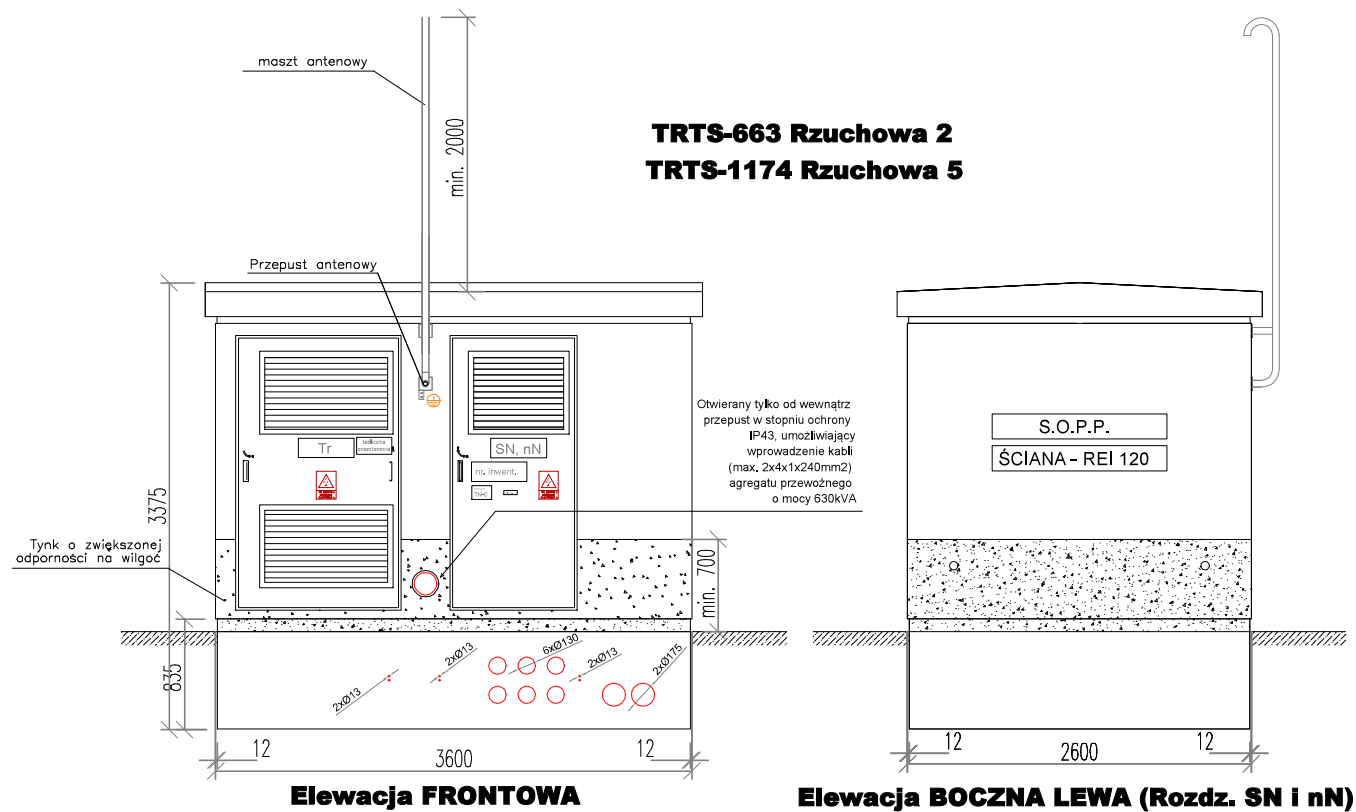 maszt antenowy
min. 2000
TRTS-663 Rzuchowa 2
TRTS-1174 Rzuchowa 5
Przepust antenowy
Otwierany tylko od wewnątrz
przepust w stopniu ochrony
IP43, umożliwiający
wprowadzenie kabli
(max. 2x4x1x240mm2)
agregatu przewoźnego
o mocy 630kVA
Tr
tabliczka
znamionowa
SN, nN
nr. inwent.
TN-C
S.O.P.P.
ŚCIANA - REI 120
3375
Tynk o zwiększonej
odporności na wilgoć
min. 700
835
2xØ13
2xØ13
6xØ130
2xØ13
2xØ175
12
3600
12
12
2600
12
Elewacja FRONTOWA
Elewacja BOCZNA LEWA (Rozdz. SN i nN)